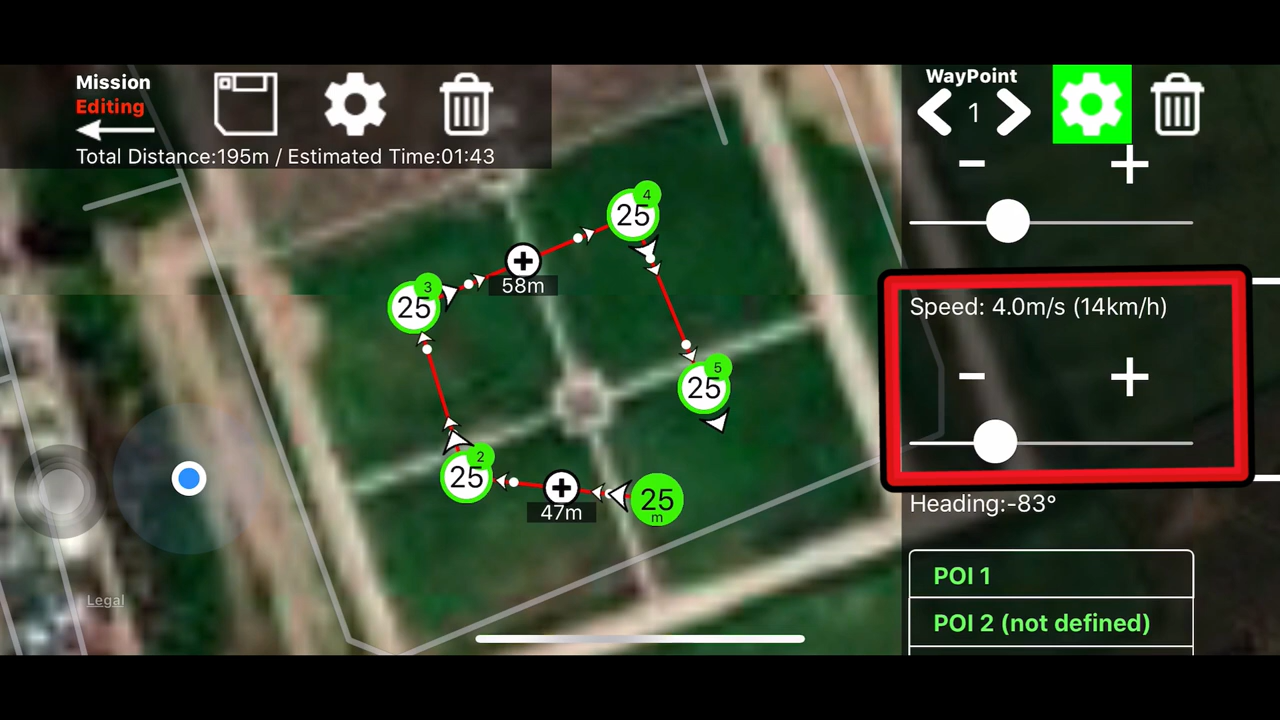 Mission
Editing
Total Distance:195m / Estimated Time:01:43
WayPoint
1
4
25
58m
3
25
5
25
2
25
47m
25
m
Legal
Speed: 4.0m/s (14km/h)
Heading:-83°
POI 1
POI 2 (not defined)